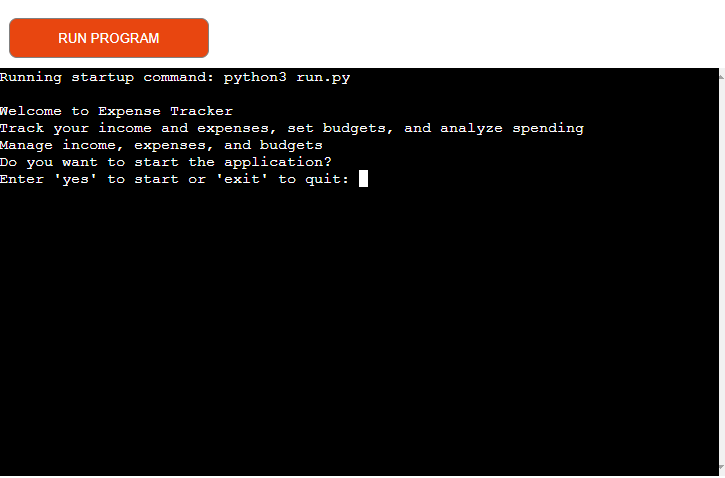 RUN PROGRAM
Running startup command: python3 run.py
Welcome to Expense Tracker
Track your income and expenses, set budgets, and analyze spending
Manage income, expenses, and budgets
Do you want to start the application?
Enter 'yes' to start or 'exit' to quit: